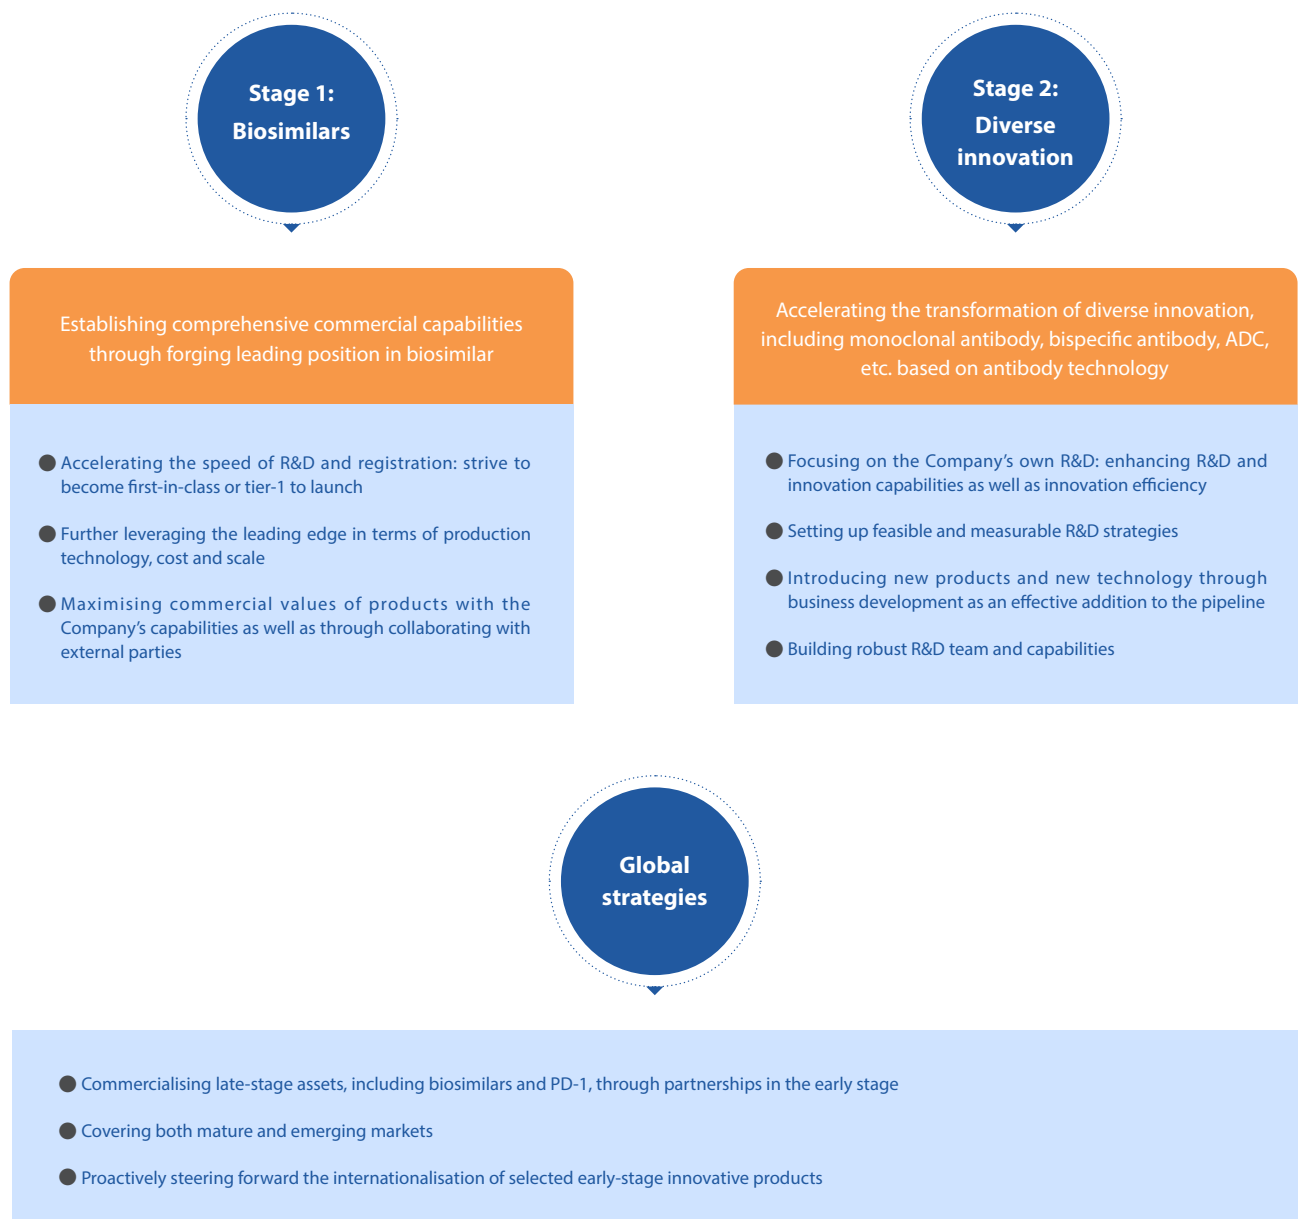 Stage 1:
Biosimilars
Establishing comprehensive commercial capabilities
through forging leading position in biosimilar
● Accelerating the speed of R&D and registration: strive to
become first-in-class or tier-1 to launch
● Further leveraging the leading edge in terms of production
technology, cost and scale
● Maximising commercial values of products with the
Company’s capabilities as well as through collaborating with
external parties
Stage 2:
Diverse
innovation
Accelerating the transformation of diverse innovation,
including monoclonal antibody, bispecific antibody, ADC,
etc. based on antibody technology
● Focusing on the Company’s own R&D: enhancing R&D and
innovation capabilities as well as innovation efficiency
● Setting up feasible and measurable R&D strategies
● Introducing new products and new technology through
business development as an effective addition to the pipeline
● Building robust R&D team and capabilities
Global
strategies
● Commercialising late-stage assets, including biosimilars and PD-1, through partnerships in the early stage
● Covering both mature and emerging markets
● Proactively steering forward the internationalisation of selected early-stage innovative products